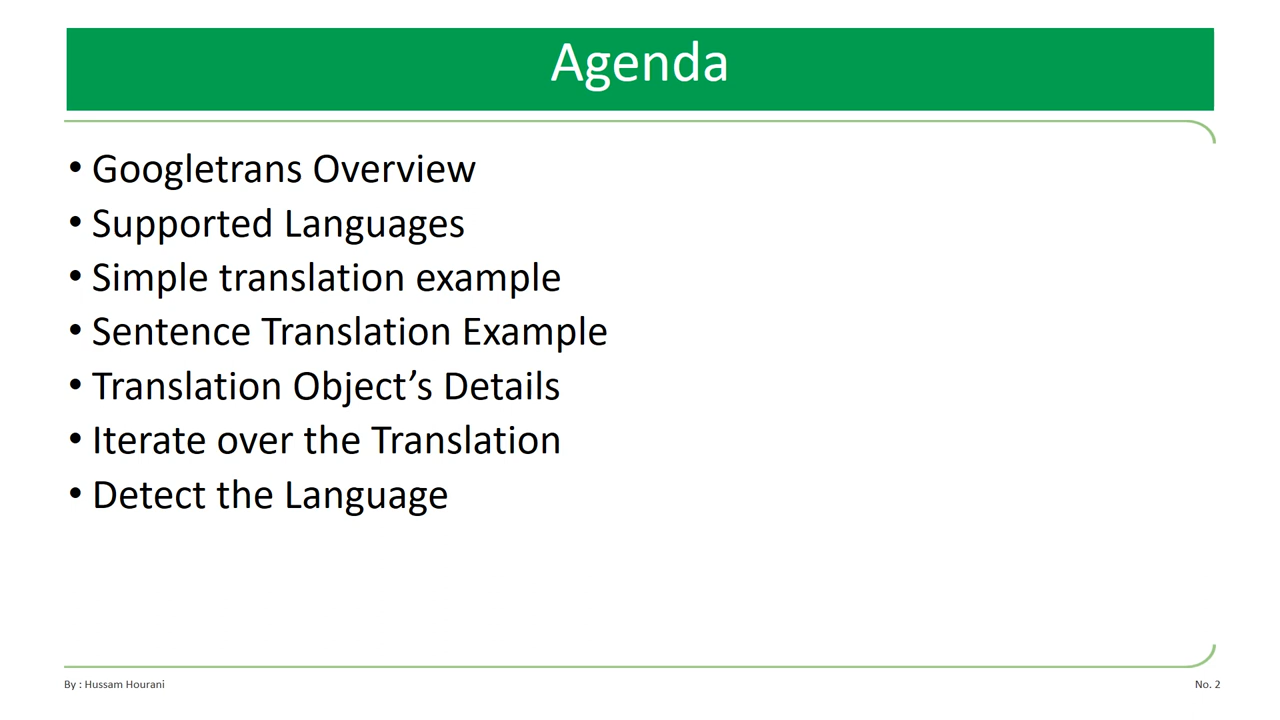 Agenda
• Googletrans Overview
• Supported Languages
• Simple translation example
• Sentence Translation Example
• Translation Object’s Details
• Iterate over the Translation
• Detect the Language
By : Hussam Hourani
No. 2